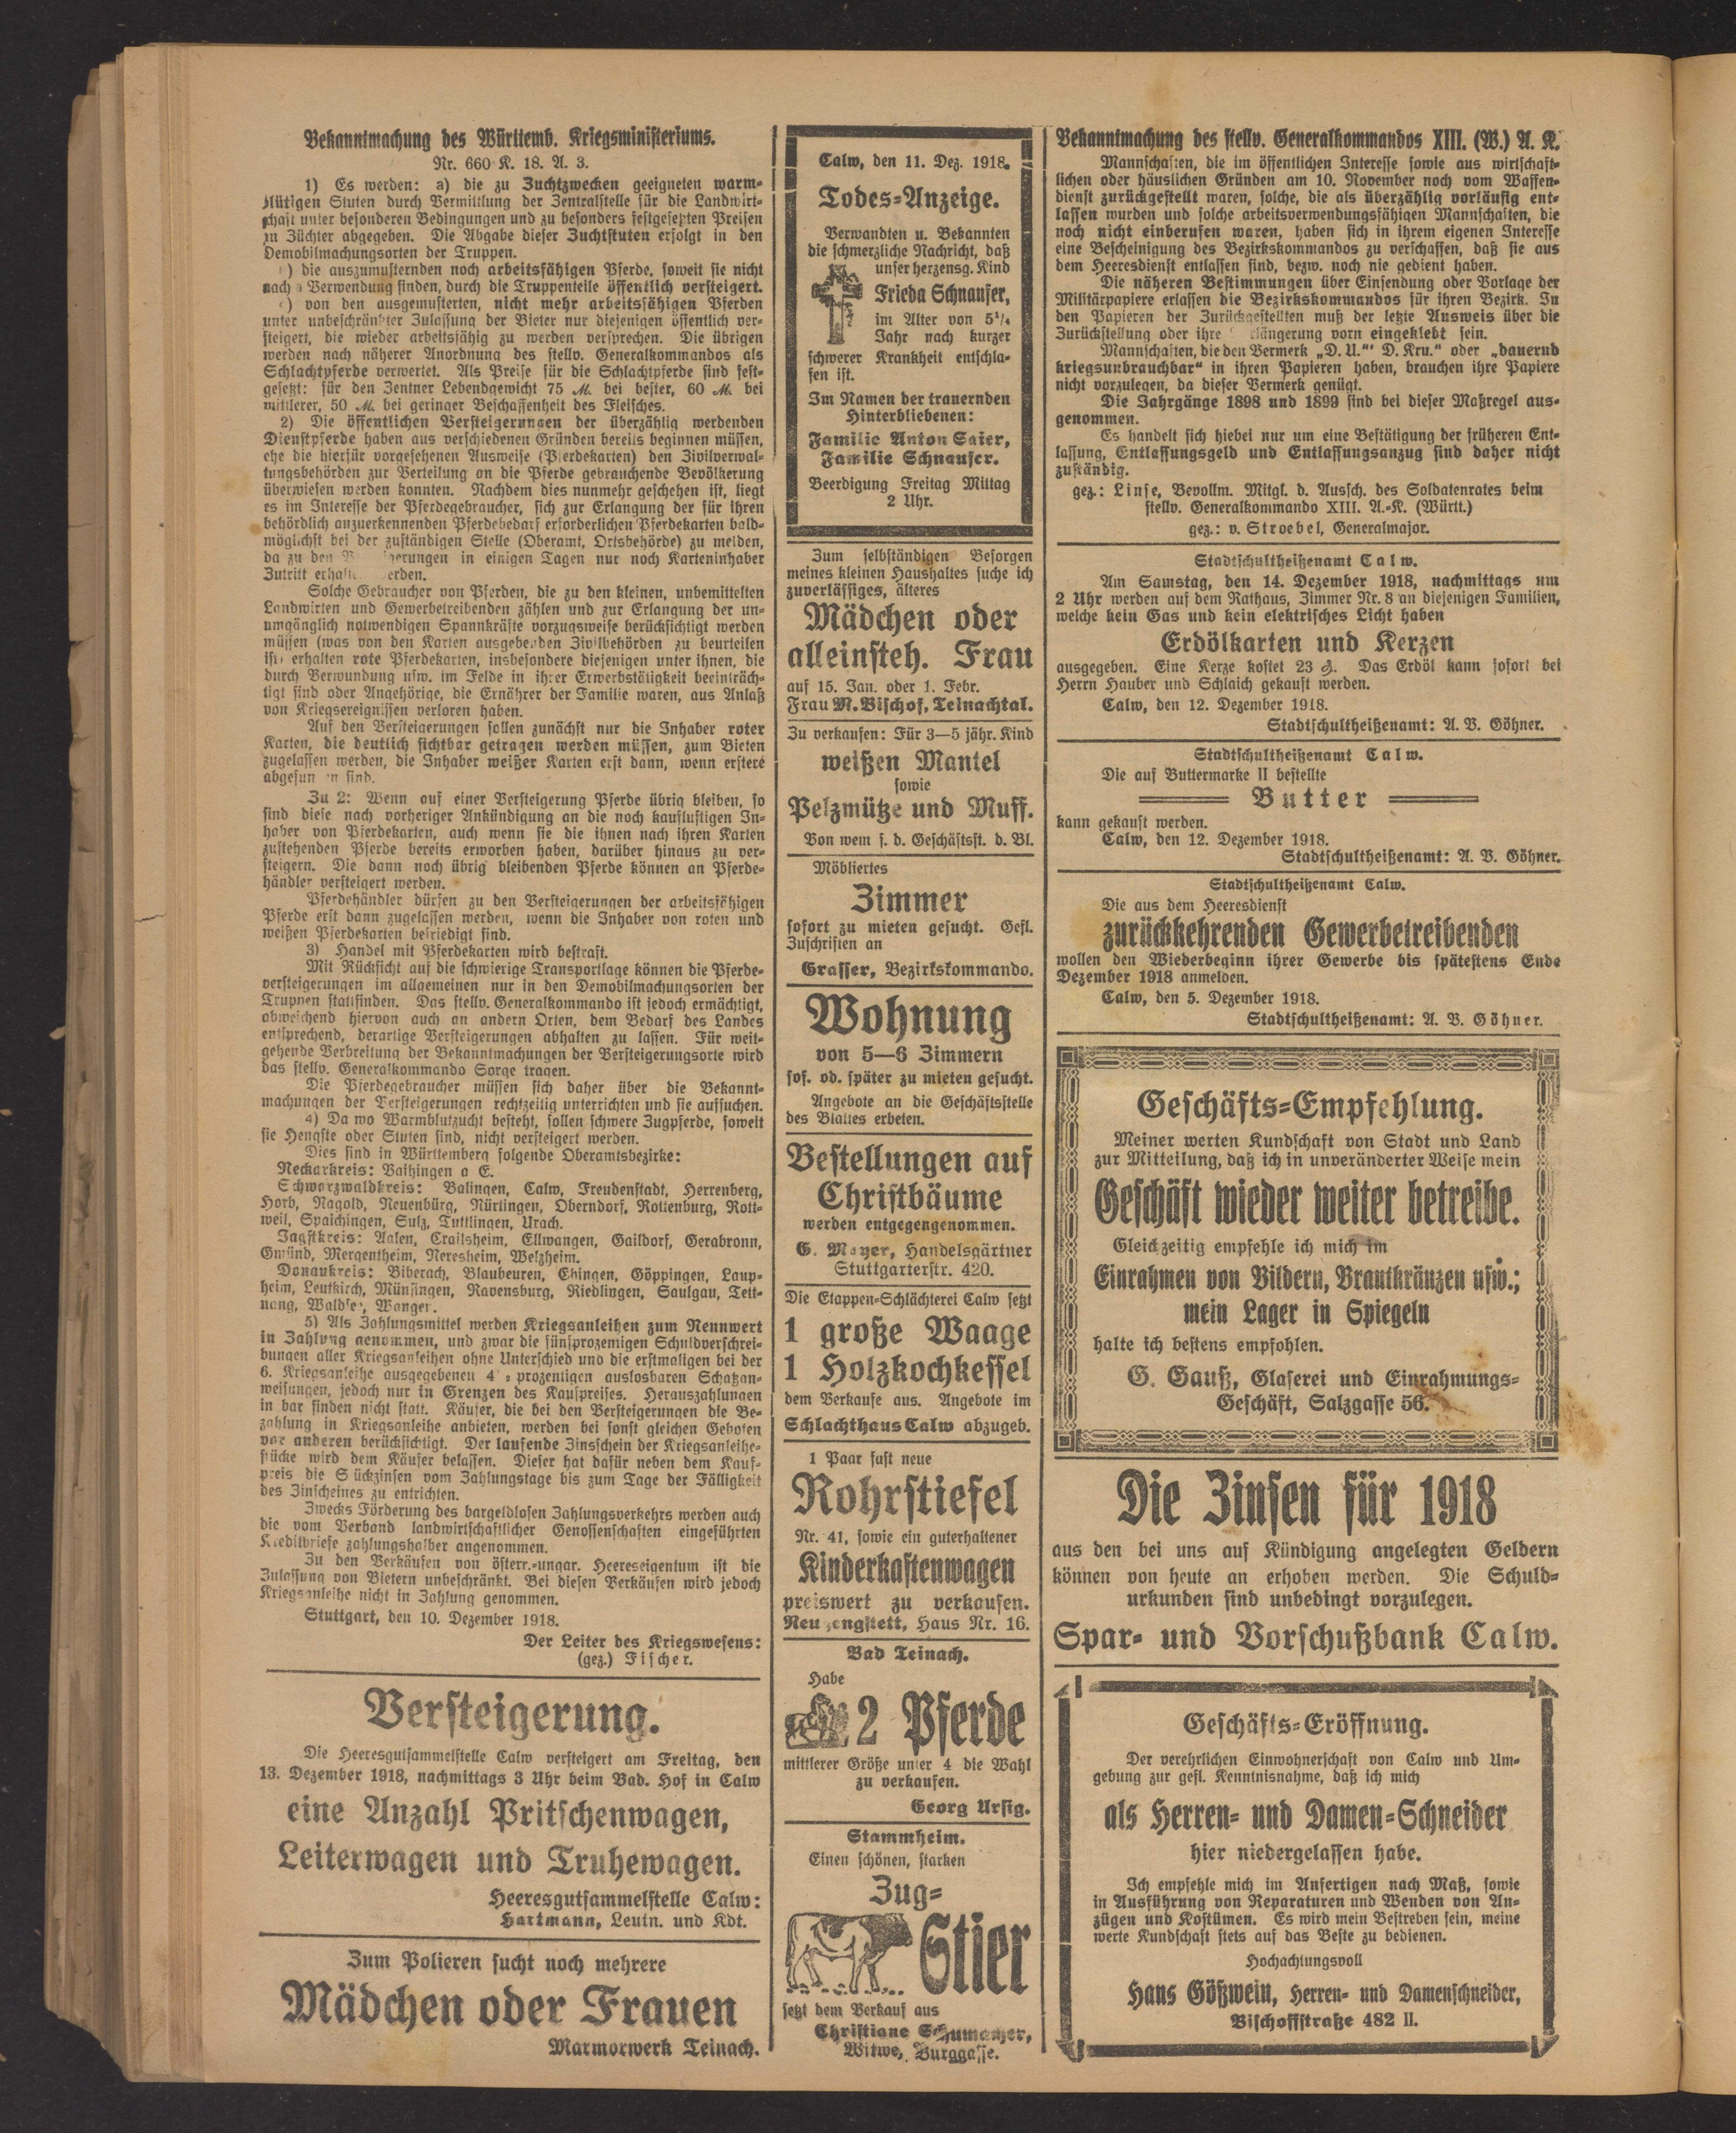 Bekanntmachung des Württemb. Kriegsministeriums.
Nr. 660 K. 18. A. 3.
1) Es werden: a) die zu Zuchtzwecken geeigneten warm-
blütigen Stuten durch Vermittlung der Zentralstelle für die Landwirt-
schaft unter besonderen Bedingungen und zu besonders festgesetzten Preisen
an Züchter abgegeben. Die Abgabe dieser Zuchtstuten erfolgt in den
Demobilmachungsorten der Truppen.
) die auszumusternden noch arbeitsfähigen Pferde, soweit sie nicht
nach Verwendung finden, durch die Truppenteile öffentlich versteigert.
) von den ausgemusterten, nicht mehr arbeitsfähigen Pferden
unter unbeschränkter Zulassung der Bieter nur diejenigen öffentlich ver-
steigert, die wieder arbeitsfähig zu werden versprechen. Die übrigen
werden nach näherer Anordnung des stellv. Generalkommandos als
Schlachtpferde verwertet. Als Preise für die Schlachtpferde sind fest-
gesetzt: für den Zentner Lebendgewicht 75 M. bei bester, 60 M. bei
mittlerer, 50 M. bei geringer Beschaffenheit des Fleisches.
2) Die öffentlichen Versteigerungen der überzählig werdenden
Dienstpferde haben aus verschiedenen Gründen bereits beginnen müssen,
ehe die hierfür vorgesehenen Ausweise (Pferdekarten) den Zivilverwal-
tungsbehörden zur Verteilung an die Pferde gebrauchende Bevölkerung
überwiesen werden konnten. Nachdem dies nunmehr geschehen ist, liegt
es im Interesse der Pferdegebraucher, sich zur Erlangung der für ihren
behördlich anzuerkennenden Pferdebedarf erforderlichen Pferdekarten bald-
möglichst bei der zuständigen Stelle (Oberamt, Ortsbehörde) zu melden,
da zu den in einigen Tagen nur noch Karteninhaber
Zutritt
Solche Gebraucher von Pferden, die zu den kleinen, unbemittelten
Landwirten und Gewerbetreibenden zählen und zur Erlangung der un-
umgänglich notwendigen Spannkräfte vorzugsweise berücksichtigt werden
müssen (was von den Karten ausgebenden Zivilbehörden zu beurteilen
ist) erhalten rote Pferdekarten, insbesondere diejenigen unter ihnen, die
durch Verwundung usw. im Felde in ihrer Erwerbstätigkeit beeinträch-
tigt sind oder Angehörige, die Ernährer der Familie waren, aus Anlaß
von Kriegsereignissen verloren haben.
Auf den Versteigerungen sollen zunächst nur die Inhaber roter
Karten, die deutlich sichtbar getragen werden müssen, zum Bieten
zugelassen werden, die Inhaber weißer Karten erst dann, wenn erstere
abgefunden sind.
Zu 2: Wenn auf einer Versteigerung Pferde übrig bleiben, so
sind diese nach vorheriger Ankündigung an die noch kauflustigen In-
haber von Pferdekarten, auch wenn sie die ihnen nach ihren Karten
zustehenden Pferde bereits erworben haben, darüber hinaus zu ver-
steigern. Die dann noch übrig bleibenden Pferde können an Pferde-
händler versteigert werden.
Pferdehändler dürfen zu den Versteigerungen der arbeitsfähigen
Pferde erst dann zugelassen werden, wenn die Inhaber von roten und
weißen Pferdekarten befriedigt sind.
3) Handel mit Pferdekarten wird bestraft.
Mit Rücksicht auf die schwierige Transportlage können die Pferde-
versteigerungen im allgemeinen nur in den Demobilmachungsorten der
Truppen stattfinden. Das stellv. Generalkommando ist jedoch ermächtigt,
abweichend hiervon auch an andern Orten, dem Bedarf des Landes
entsprechend, derartige Versteigerungen abhalten zu lassen. Für weit-
gehende Verbreitung der Bekanntmachungen der Versteigerungsorte wird
das stellv. Generalkommando Sorge tragen.
Die Pferdegebraucher müssen sich daher über die Bekannt-
machungen der Versteigerungen rechtzeitig unterrichten und sie aufsuchen.
4) Da wo Warmblutzucht besteht, sollen schwere Zugpferde, soweit
sie Hengste oder Stuten sind, nicht versteigert werden.
Dies sind in Württemberg folgende Oberamtsbezirke:
Neckarkreis: Vaihingen a E.
Schwarzwaldkreis: Balingen, Calw, Freudenstadt, Herrenberg,
Horb, Nagold, Neuenbürg, Nürtingen, Oberndorf, Rottenburg, Rott-
weil, Spaichingen, Sulz, Tuttlingen, Urach.
Jagstkreis: Aalen, Crailsheim, Ellwangen, Gaildorf, Gerabronn,
Gmünd, Mergentheim, Neresheim, Welzheim.
Donaukreis: Biberach, Blaubeuren, Ehingen, Göppingen, Laup-
heim, Leutkirch, Münsingen, Ravensburg, Riedlingen, Saulgau, Tett-
nang, Waldsee, Wangen.
5) Als Zahlungsmittel werden Kriegsanleihen zum Nennwert
in Zahlung genommen, und zwar die fünfprozentigen Schuldverschrei-
bungen aller Kriegsanleihen ohne Unterschied und die erstmaligen bei der
6. Kriegsanleihe ausgegebenen 4 prozentigen auslosbaren Schatzan-
weisungen, jedoch nur in Grenzen des Kaufpreises. Herauszahlungen
in bar finden nicht statt. Käufer, die bei den Versteigerungen die Be-
zahlung in Kriegsanleihe anbieten, werden bei sonst gleichen Geboten
vor anderen berücksichtigt. Der laufende Zinsschein der Kriegsanleihe-
stücke wird dem Käufer belassen. Dieser hat dafür neben dem Kauf-
preis die Stückzinsen vom Zahlungstage bis zum Tage der Fälligkeit
des Zinscheines zu entrichten.
Zwecks Förderung des bargeldlosen Zahlungsverkehrs werden auch
die vom Verband landwirtschaftlicher Genossenschaften eingeführten
Kreditbriefe zahlungshalber angenommen.
Zu den Verkäufen von österr.-ungar. Heereseigentum ist die
Zulassung von Bietern unbeschränkt. Bei diesen Verkäufen wird jedoch
Kriegsanleihe nicht in Zahlung genommen.
Stuttgart, den 10. Dezember 1918.
Der Leiter des Kriegswesens:
(gez.) Fischer.
Versteigerung.
Die Heeresgutsammelstelle Calw versteigert am Freitag, den
13. Dezember 1918, nachmittags 3 Uhr beim Bad. Hof in Calw
eine Anzahl Pritschenwagen,
Leiterwagen und Truhewagen.
Heeresgutsammelstelle Calw:
Hartmann, Leutn. und Kdt.
Zum Polieren sucht noch mehrere
Mädchen oder Frauen
Marmorwerk Teinach.
Calw, den 11. Dez. 1918.
Todes-Anzeige.
Verwandten u. Bekannten
die schmerzliche Nachricht, daß
unser herzensg. Kind
Frieda Schnaufer,
im Alter von 5¼
Jahr nach kurzer
schwerer Krankheit entschla-
fen ist.
Im Namen der trauernden
Hinterbliebenen:
Familie Anton Saier,
Familie Schnaufer.
Beerdigung Freitag Mittag
2 Uhr.
Zum selbständigen Besorgen
meines kleinen Haushaltes suche ich
zuverlässiges, älteres
Mädchen oder
alleinsteh. Frau
auf 15. Jan. oder 1. Febr.
Frau M. Bischof, Teinachtal.
Zu verkaufen: Für 3—5 jähr. Kind
weißen Mantel
sowie
Pelzmütze und Muff.
Von wem s. d. Geschäftsst. d. Bl.
Möbliertes
Zimmer
sofort zu mieten gesucht. Gefl.
Zuschriften an
Grasser, Bezirkskommando.
Wohnung
von 5—6 Zimmern
sof. od. später zu mieten gesucht.
Angebote an die Geschäftsstelle
des Blattes erbeten.
Bestellungen auf
Christbäume
werden entgegengenommen.
G. Mayer, Handelsgärtner
Stuttgarterstr. 420.
Die Etappen-Schlächterei Calw setzt
1 große Waage
1 Holzkochkessel
dem Verkaufe aus. Angebote im
Schlachthaus Calw abzugeb.
1 Paar fast neue
Rohrstiefel
Nr. 41, sowie ein guterhaltener
Kinderkastenwagen
preiswert zu verkaufen.
Neuhengstett, Haus Nr. 16.
Bad Teinach.
Habe
2 Pferde
mittlerer Größe unter 4 die Wahl
zu verkaufen.
Georg Ursig.
Stammheim.
Einen schönen, starken
Zug-
Stier
setzt dem Verkauf aus
Christiane Schumacher,
Witwe, Burggasse.
Bekanntmachung des stellv. Generalkommandos XIII. (W.) A. K.
Mannschaften, die im öffentlichen Interesse sowie aus wirtschaft-
lichen oder häuslichen Gründen am 10. November noch vom Waffen-
dienst zurückgestellt waren, solche, die als überzählig vorläufig ent-
lassen wurden und solche arbeitsverwendungsfähigen Mannschaften, die
noch nicht einberufen waren, haben sich in ihrem eigenen Interesse
eine Bescheinigung des Bezirkskommandos zu verschaffen, daß sie aus
dem Heeresdienst entlassen sind, bezw. noch nie gedient haben.
Die näheren Bestimmungen über Einsendung oder Vorlage der
Militärpapiere erlassen die Bezirkskommandos für ihren Bezirk. In
den Papieren der Zurückgestellten muß der letzte Ausweis über die
Zurückstellung oder ihre Verlängerung vorn eingeklebt sein.
Mannschaften, die den Vermerk „D. U."' D. Kru." oder „dauernd
kriegsunbrauchbar" in ihren Papieren haben, brauchen ihre Papiere
nicht vorzulegen, da dieser Vermerk genügt.
Die Jahrgänge 1898 und 1899 sind bei dieser Maßregel aus-
genommen.
Es handelt sich hiebei nur um eine Bestätigung der früheren Ent-
lassung, Entlassungsgeld und Entlassungsanzug sind daher nicht
zuständig.
gez.: Linse, Bevollm. Mitgl. d. Aussch. des Soldatenrates beim
stellv. Generalkommando XIII. A.-K. (Württ.)
gez.: v. Stroebel, Generalmajor.
Stadtschultheißenamt Calw.
Am Samstag, den 14. Dezember 1918, nachmittags um
2 Uhr werden auf dem Rathaus, Zimmer Nr. 8 an diejenigen Familien,
welche kein Gas und kein elektrisches Licht haben
Erdölkarten und Kerzen
ausgegeben. Eine Kerze kostet 23 ₰. Das Erdöl kann sofort bei
Herrn Hauber und Schlaich gekauft werden.
Calw, den 12. Dezember 1918.
Stadtschultheißenamt: A. V. Göhner.
Stadtschultheißenamt Calw.
Die auf Buttermarke II bestellte
Butter
kann gekauft werden.
Calw, den 12. Dezember 1918.
Stadtschultheißenamt: A. V. Göhner.
Stadtschultheißenamt Calw.
Die aus dem Heeresdienst
zurückkehrenden Gewerbetreibenden
wollen den Wiederbeginn ihrer Gewerbe bis spätestens Ende
Dezember 1918 anmelden.
Calw, den 5. Dezember 1918.
Stadtschultheißenamt: A. V. Göhner.
Geschäfts-Empfehlung.
Meiner werten Kundschaft von Stadt und Land
zur Mitteilung, daß ich in unveränderter Weise mein
Geschäft wieder weiter betreibe.
Gleichzeitig empfehle ich mich im
Einrahmen von Bildern, Brautkränzen usw.;
mein Lager in Spiegeln
halte ich bestens empfohlen.
G. Gauß, Glaserei und Einrahmungs-
Geschäft, Salzgasse 56.
Die Zinsen für 1918
aus den bei uns auf Kündigung angelegten Geldern
können von heute an erhoben werden. Die Schuld-
urkunden sind unbedingt vorzulegen.
Spar- und Vorschußbank Calw.
Geschäfts-Eröffnung.
Der verehrlichen Einwohnerschaft von Calw und Um-
gebung zur gefl. Kenntnisnahme, daß ich mich
als Herren- und Damen-Schneider
hier niedergelassen habe.
Ich empfehle mich im Anfertigen nach Maß, sowie
in Ausführung von Reparaturen und Wenden von An-
zügen und Kostümen. Es wird mein Bestreben sein, meine
werte Kundschaft stets auf das Beste zu bedienen.
Hochachtungsvoll
Hans Gößwein, Herren- und Damenschneider,
Bischoffstraße 482 II.